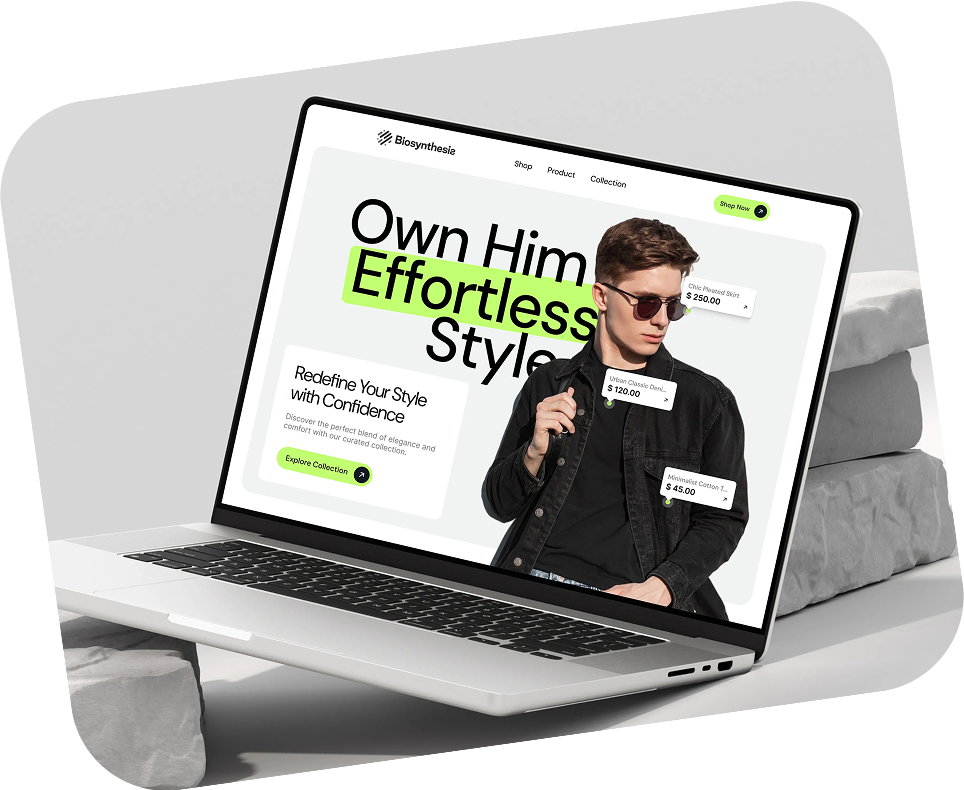 Biosynthesis
Shop Product Collection
Shop Now
Own Him
Effortless
Style
Chic Pleated Skirt
$ 250.00
Urban Classic Deni...
$ 120.00
Minimalist Cotton T...
$ 45.00
Redefine Your Style
with Confidence
Discover the perfect blend of elegance and
comfort with our curated collection.
Explore Collection